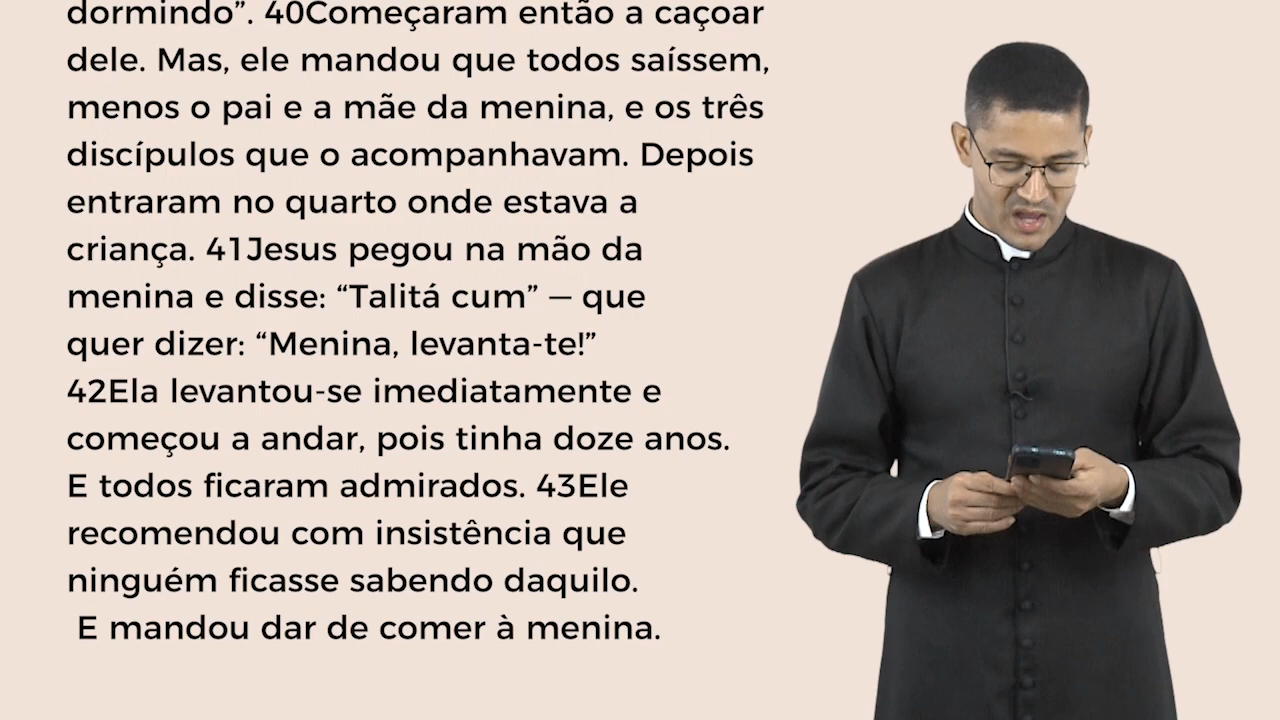 dormindo”. 40Começaram então a caçoar
dele. Mas, ele mandou que todos saíssem,
menos o pai e a mãe da menina, e os três
discípulos que o acompanhavam. Depois
entraram no quarto onde estava a
criança. 41Jesus pegou na mão da
menina e disse: “Talitá cum” — que
quer dizer: “Menina, levanta-te!”
42Ela levantou-se imediatamente e
começou a andar, pois tinha doze anos.
E todos ficaram admirados. 43Ele
recomendou com insistência que
ninguém ficasse sabendo daquilo.
E mandou dar de comer à menina.